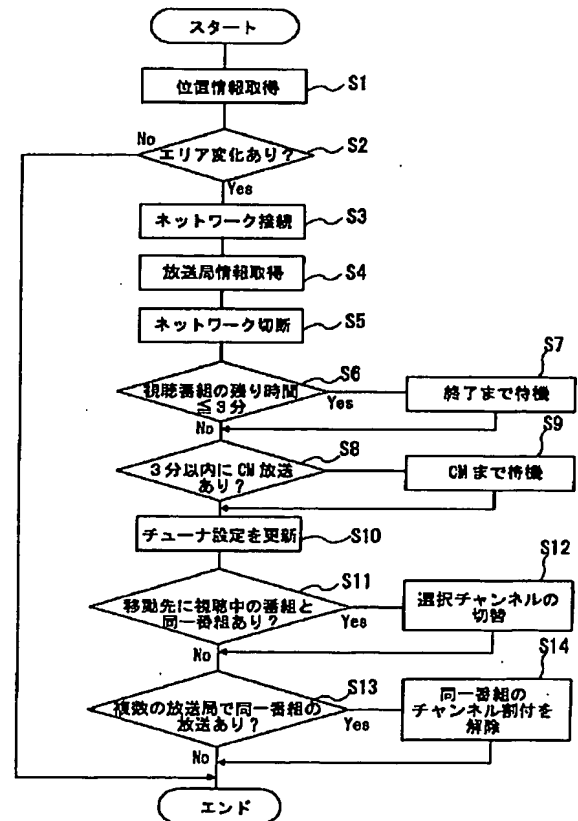 スタート
位置情報取得
S1
No
エリア変化あり？
S2
Yes
ネットワーク接続
S3
放送局情報取得
S4
ネットワーク切断
S5
視聴番組の残り時間
≦3分
S6
Yes
終了まで待機
S7
No
3分以内にCM放送
あり？
S8
CMまで待機
S9
チューナ設定を更新
S10
移動先に視聴中の番組と
同一番組あり？
S11
Yes
選択チャンネルの
切替
S12
No
複数の放送局で同一番組の
放送あり？
S13
Yes
同一番組の
チャンネル割付を
解除
S14
No
エンド